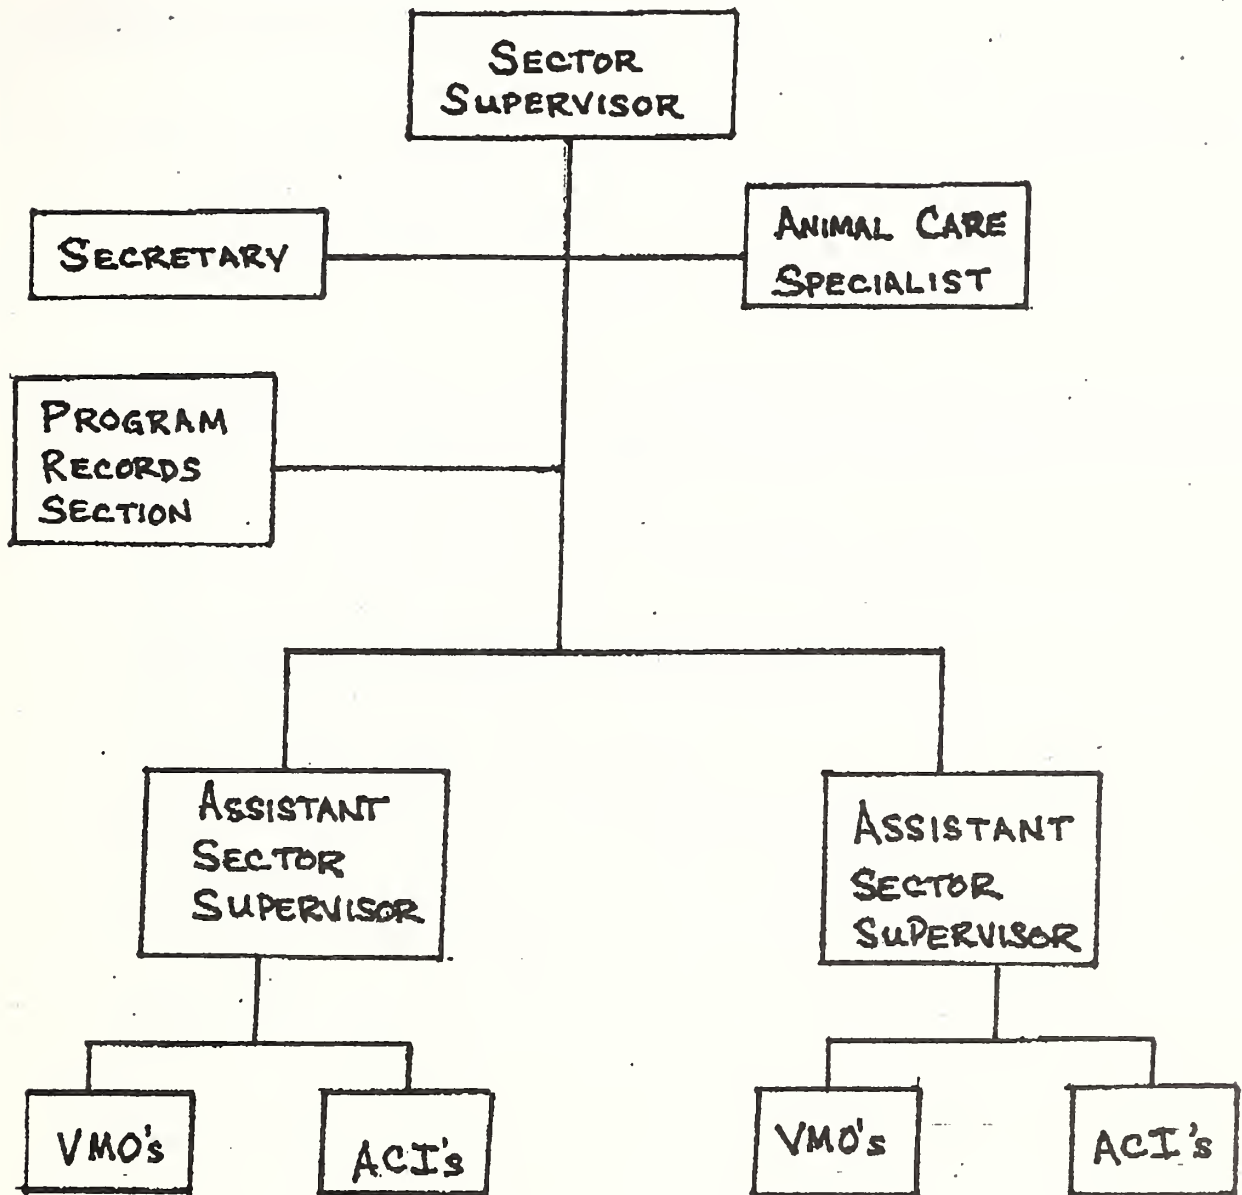 SECTOR
SUPERVISOR
SECRETARY
ANIMAL CARE
SPECIALIST
PROGRAM
RECORDS
SECTION
ASSISTANT
SECTOR
SUPERVISOR
ASSISTANT
SECTOR
SUPERVISOR
VMO's
ACI's
VMO's
ACI's